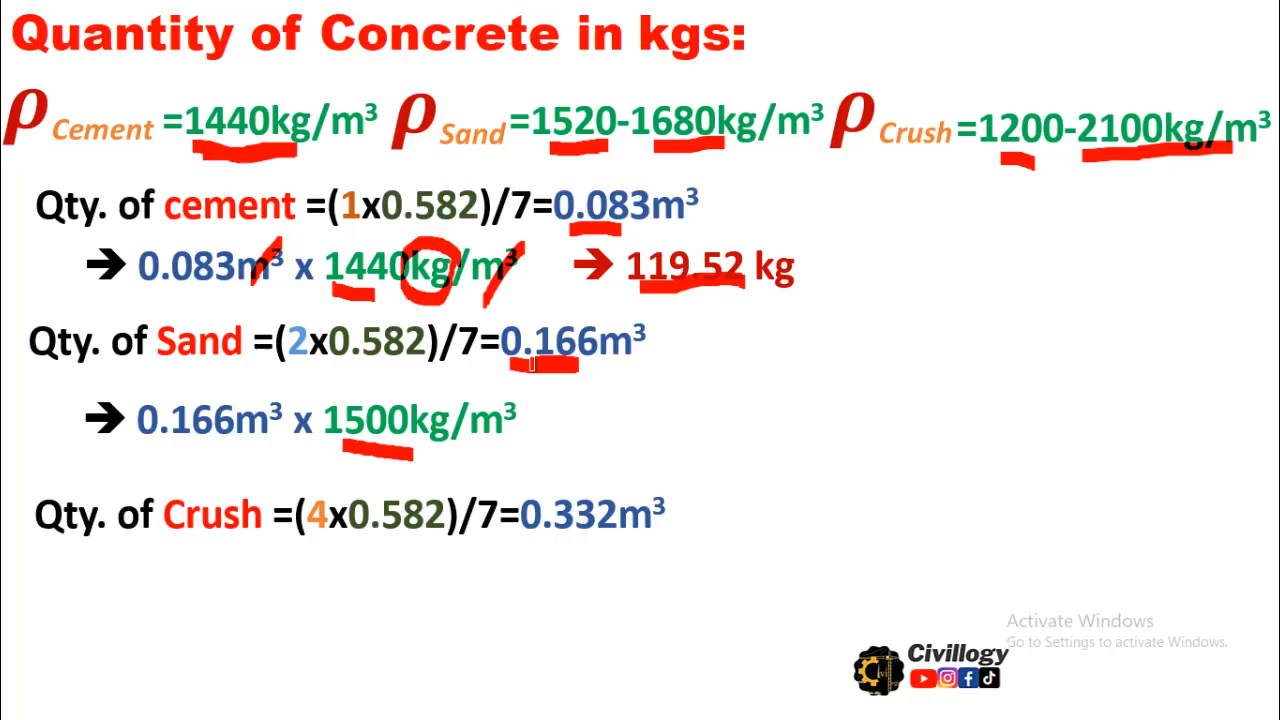 Quantity of Concrete in kgs:
ρ Cement =1440kg/m³ ρ Sand =1520-1680kg/m³ ρ Crush =1200-2100kg/m³
Qty. of cement =(1x0.582)/7=0.083m³
➔ 0.083m³ x 1440kg/m³ ➔ 119.52 kg
Qty. of Sand =(2x0.582)/7=0.166m³
➔ 0.166m³ x 1500kg/m³
Qty. of Crush =(4x0.582)/7=0.332m³
Activate Windows
Go to Settings to activate Windows.
Civillogy